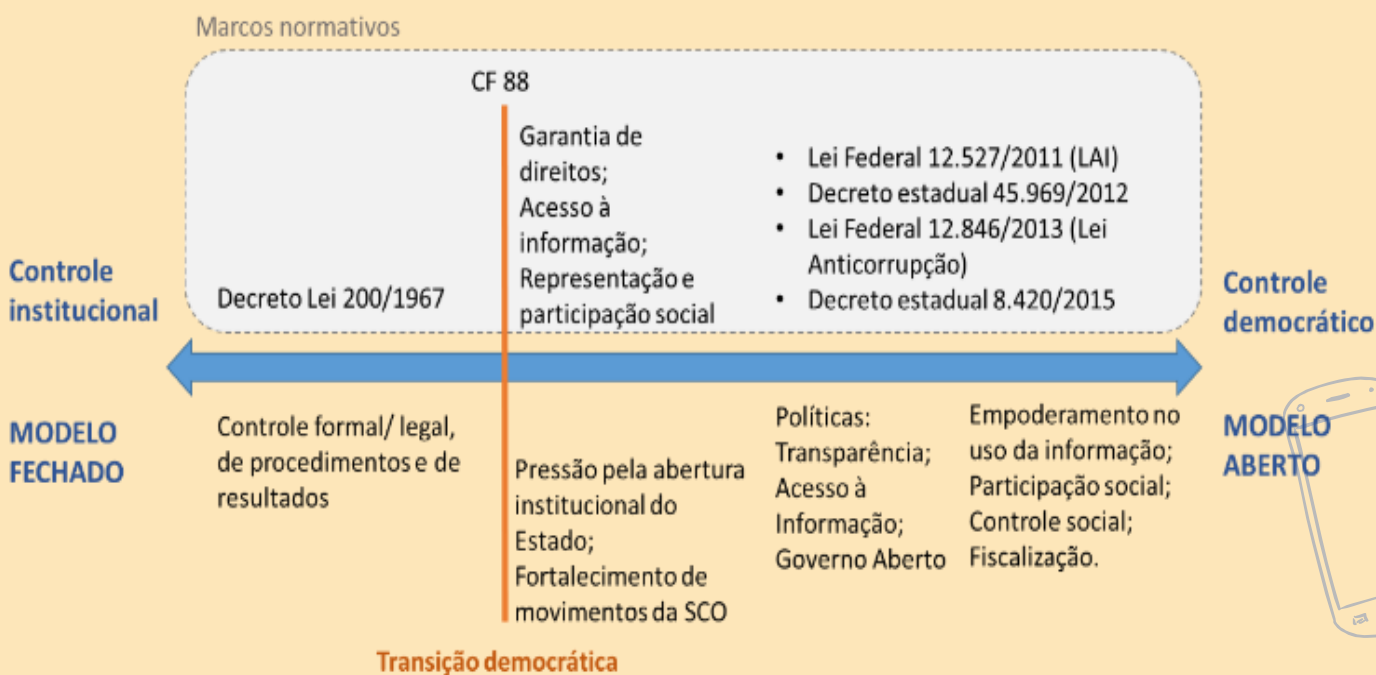 Marcos normativos
CF 88
Garantia de
direitos;
Acesso à
informação;
Representação e
participação social
• Lei Federal 12.527/2011 (LAI)
• Decreto estadual 45.969/2012
• Lei Federal 12.846/2013 (Lei
Anticorrupção)
• Decreto estadual 8.420/2015
Decreto Lei 200/1967
Controle
institucional
Controle
democrático
MODELO
FECHADO
Controle formal/ legal,
de procedimentos e de
resultados
Pressão pela abertura
institucional do
Estado;
Fortalecimento de
movimentos da SCO
Políticas:
Transparência;
Acesso à
Informação;
Governo Aberto
Empoderamento no
uso da informação;
Participação social;
Controle social;
Fiscalização.
MODELO
ABERTO
Transição democrática